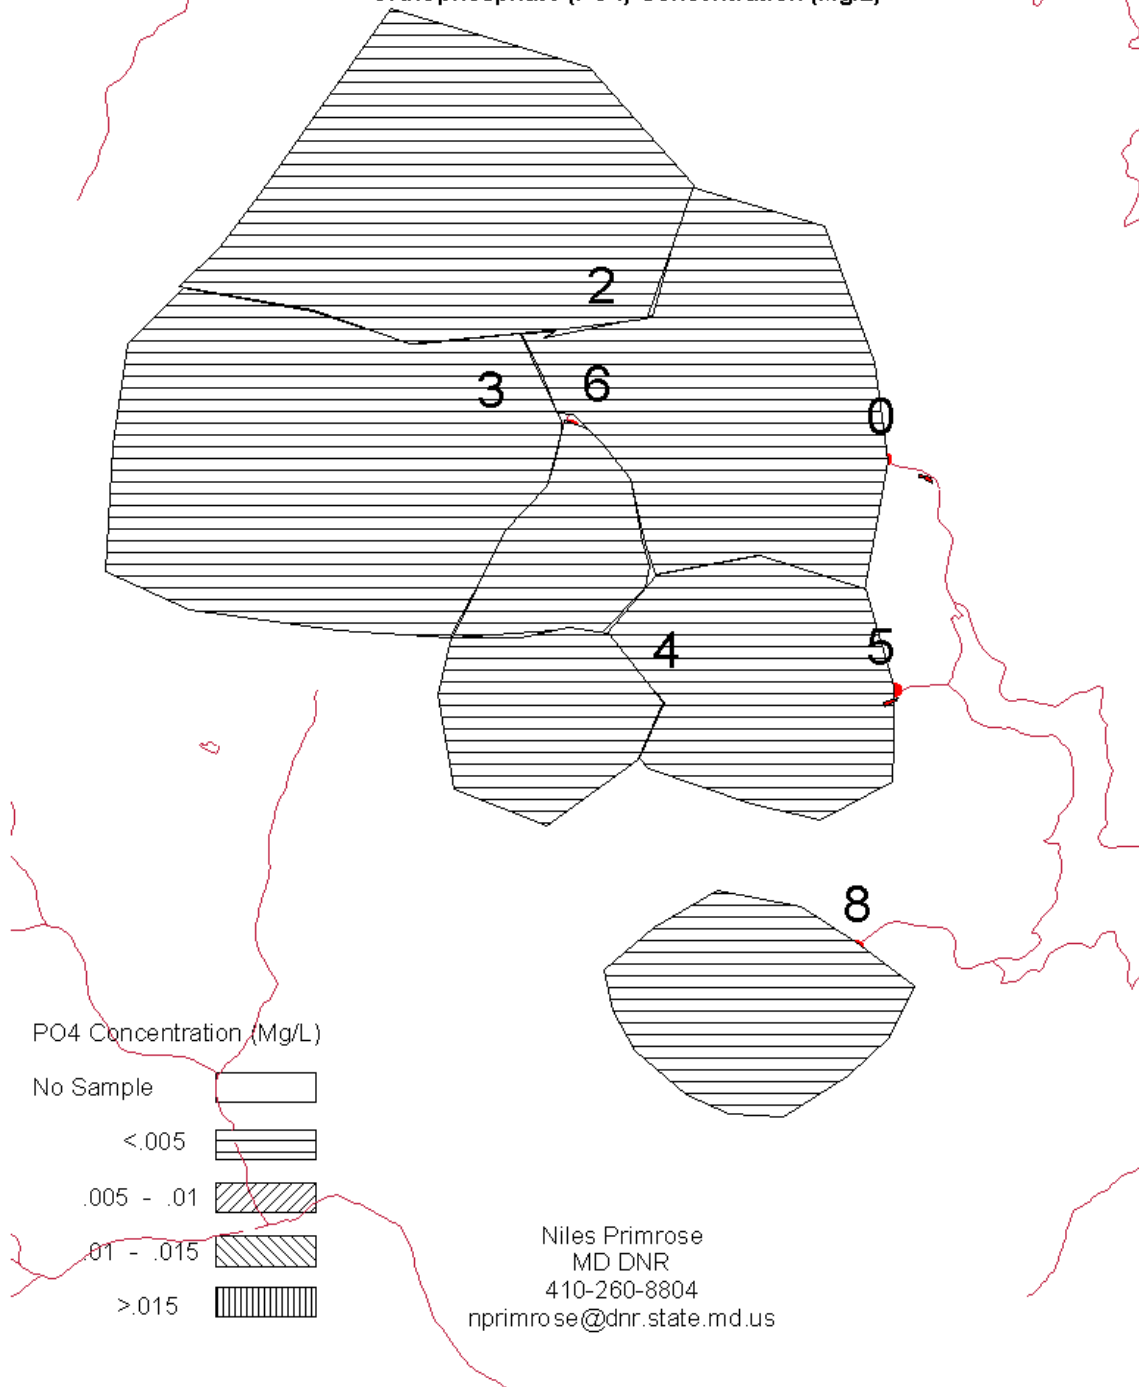 2
3
6
0
4
5
8
PO4 Concentration (Mg/L)
No Sample
<.005
.005 - .01
.01 - .015
>.015
Niles Primrose
MD DNR
410-260-8804
nprimrose@dnr.state.md.us